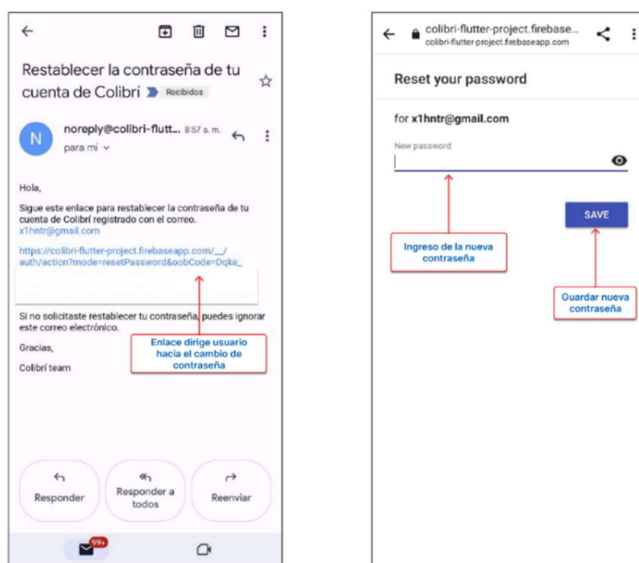 Restablecer la contraseña de tu
cuenta de Colibrí Recibidos
N
noreply@colibri-flutt... 8:57 a. m.
para mí
Hola,
Sigue este enlace para restablecer la contraseña de tu
cuenta de Colibrí registrado con el correo.
x1hntr@gmail.com
https://colibri-flutter-project.firebaseapp.com/__/
auth/action?mode=resetPassword&oobCode=Dqke_
Si no solicitaste restablecer tu contraseña, puedes ignorar
este correo electrónico.
Gracias,
Colibrí team
Enlace dirige usuario
hacia el cambio de
contraseña
Responder
Responder a
todos
Reenviar
99+
colibri-flutter-project.firebase...
colibri-flutter-project.firebaseapp.com
Reset your password
for x1hntr@gmail.com
New password
SAVE
Ingreso de la nueva
contraseña
Guardar nueva
contraseña